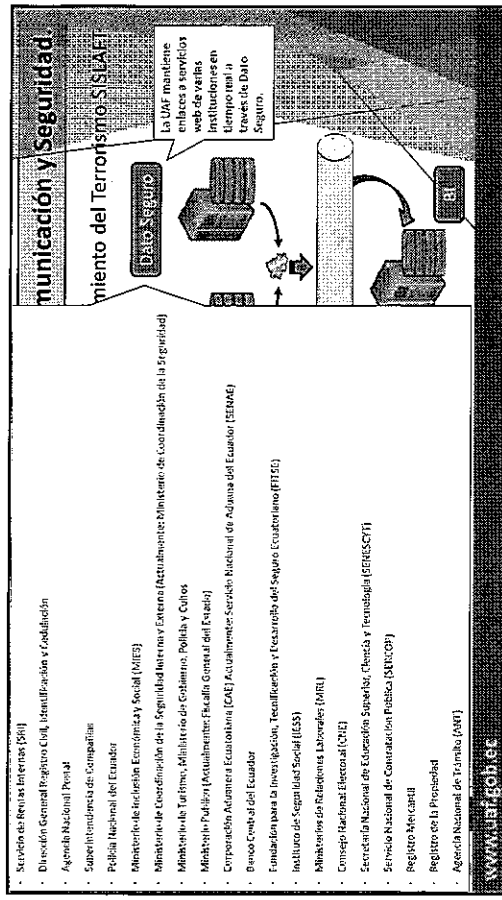 municación y Seguridad.
miento del Terrorismo SISLAFT
Dato Seguro
La UAF mantiene
enlaces a servicios
web de varias
Instituciones en
tiempo real a
través de Dato
Seguro.
BI
• Servicio de Rentas Internas (SRI)
• Dirección General Registro Civil, Identificación y Cedulación
• Agencia Nacional Postal
• Superintendencia de Compañías
• Policía Nacional del Ecuador
• Ministerio de Inclusión Económica y Social (MIES)
• Ministerio de Coordinación de la Seguridad Interna y Externa (Actualmente: Ministerio de Coordinación de la Seguridad)
• Ministerio de Turismo, Ministerio de Gobierno, Policía y Cultos
• Ministerio Público (Actualmente: Fiscalía General del Estado)
• Corporación Aduanera Ecuatoriana (CAE) Actualmente: Servicio Nacional de Aduana del Ecuador (SENAE)
• Banco Central del Ecuador
• Fundación para la Investigación, Tecnificación y Desarrollo del Seguro Ecuatoriano (FITSE)
• Instituto de Seguridad Social (IESS)
• Ministerios de Relaciones Laborales (MRL)
• Consejo Nacional Electoral (CNE)
• Secretaría Nacional de Educación Superior, Ciencia y Tecnología (SENESCYT)
• Servicio Nacional de Contratación Pública (SERCOP)
• Registro Mercantil
• Registro de la Propiedad
• Agencia Nacional de Tránsito (ANT)
www.uaf.gob.ec